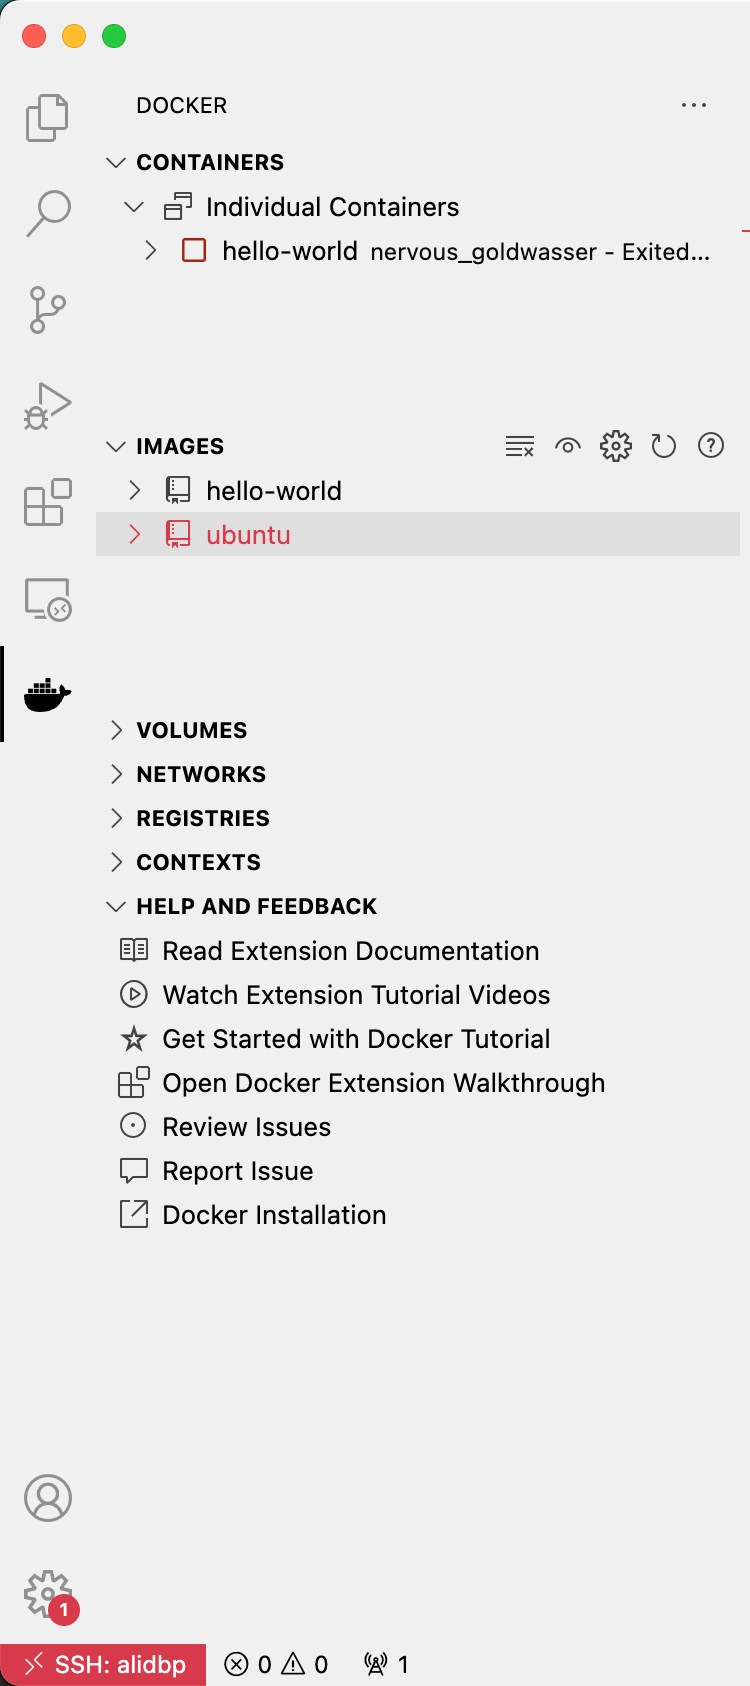 DOCKER
CONTAINERS
Individual Containers
hello-world nervous_goldwasser - Exited...
IMAGES
hello-world
ubuntu
VOLUMES
NETWORKS
REGISTRIES
CONTEXTS
HELP AND FEEDBACK
Read Extension Documentation
Watch Extension Tutorial Videos
Get Started with Docker Tutorial
Open Docker Extension Walkthrough
Review Issues
Report Issue
Docker Installation
1
SSH: alidbp 0 0 1